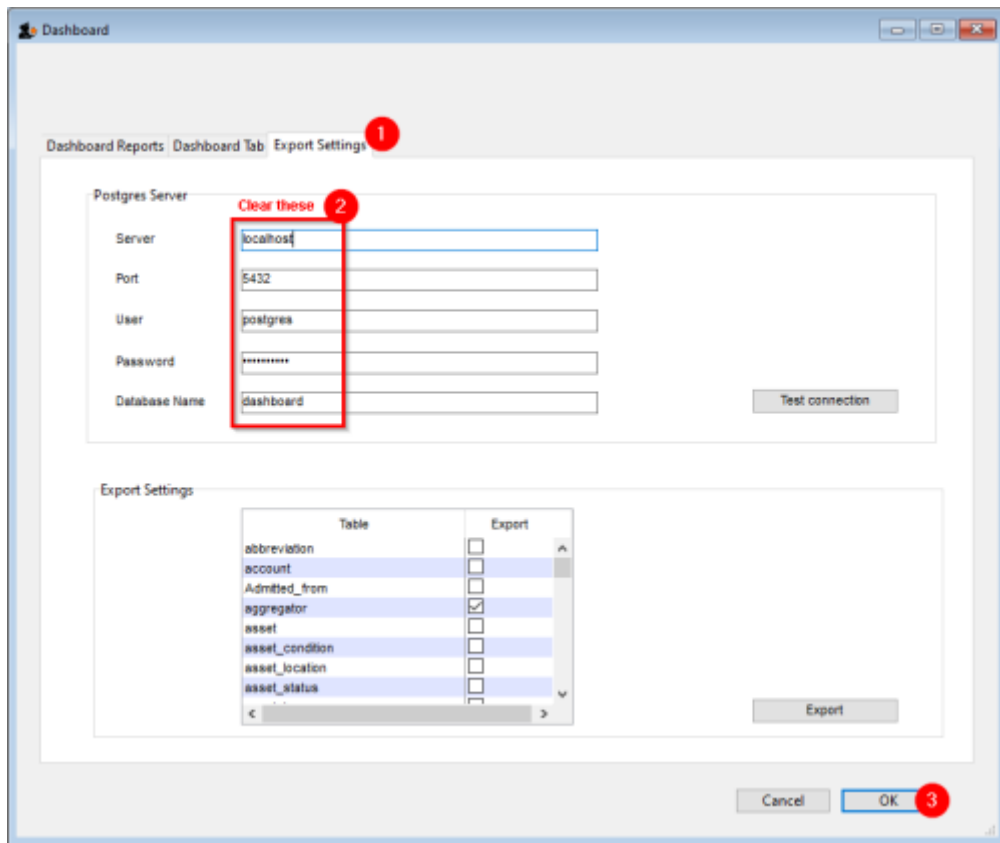 Dashboard
Dashboard Reports Dashboard Tab Export Settings 1
Postgres Server
Clear these 2
Server localhost
Port 5432
User postgres
Password ••••••••••
Database Name dashboard Test connection
Export Settings
Table Export
abbreviation
account
Admitted_from
aggregator
asset
asset_condition
asset_location
asset_status
Export
Cancel OK 3